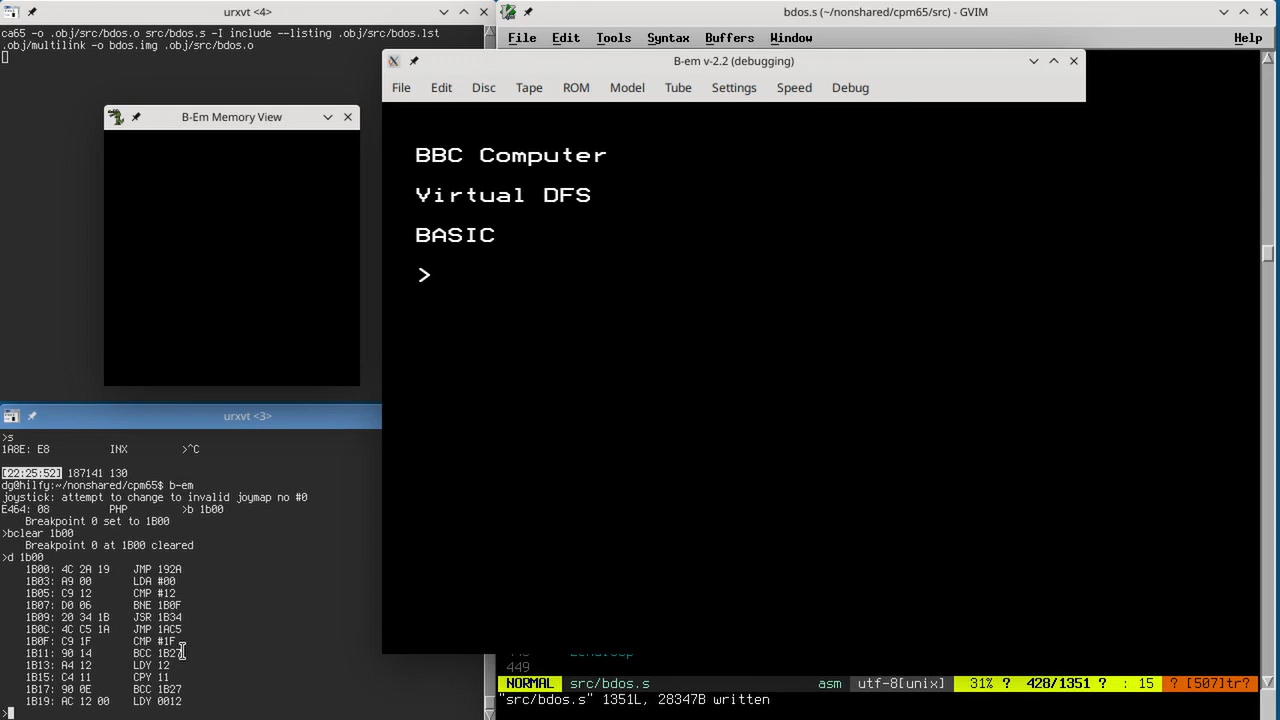 urxvt <4>
ca65 -o .obj/src/bdos.o src/bdos.s -I include --listing .obj/src/bdos.lst
.obj/multilink -o bdos.img .obj/src/bdos.o
B-Em Memory View
bdos.s (~/nonshared/cpm65/src) - GVIM
File Edit Tools Syntax Buffers Window Help
B-em v-2.2 (debugging)
File Edit Disc Tape ROM Model Tube Settings Speed Debug
BBC Computer
Virtual DFS
BASIC
>
urxvt <3>
>s
1A8E: E8 INX >^C
[22:25:52] 187141 130
dg@hilfy:~/nonshared/cpm65$ b-em
joystick: attempt to change to invalid joymap no #0
E464: 08 PHP >b 1b00
Breakpoint 0 set to 1B00
>bclear 1b00
Breakpoint 0 at 1B00 cleared
>d 1b00
1B00: 4C 2A 19 JMP 192A
1B03: A9 00 LDA #00
1B05: C9 12 CMP #12
1B07: D0 06 BNE 1B0F
1B09: 20 34 1B JSR 1B34
1B0C: 4C C5 1A JMP 1AC5
1B0F: C9 1F CMP #1F
1B11: 90 14 BCC 1B27
1B13: A4 12 LDY 12
1B15: C4 11 CPY 11
1B17: 90 0E BCC 1B27
1B19: AC 12 00 LDY 0012
>
449
NORMAL src/bdos.s asm utf-8[unix] 31% ? 428/1351 ? : 15 ? [507]tr?
"src/bdos.s" 1351L, 28347B written